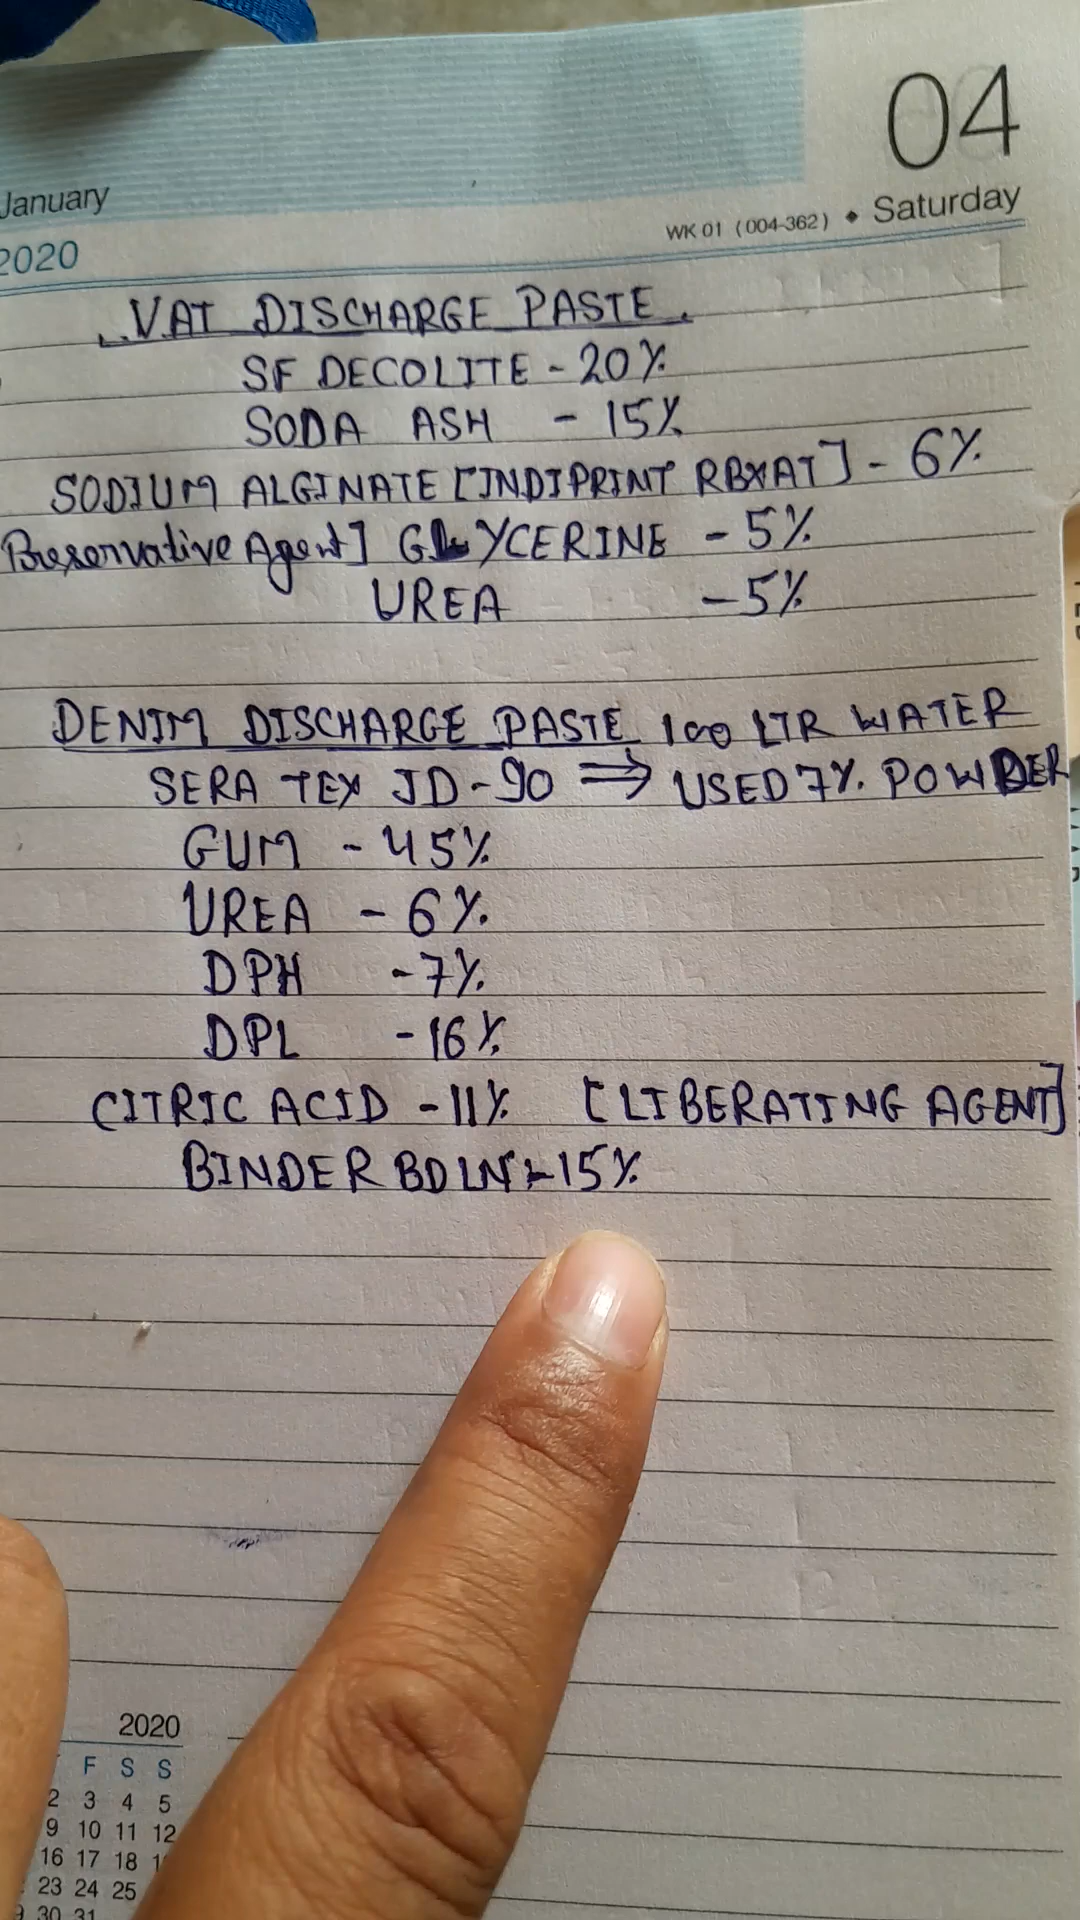 04
January
WK 01 (004-362) • Saturday
2020
VAT DISCHARGE PASTE
SF DECOLITE - 20%
SODA ASH - 15%
SODIUM ALGINATE [INDIPRINT RBXAT] - 6%
Preservative Agent] GLYCERINE - 5%
UREA - 5%
DENIM DISCHARGE PASTE 100 LTR WATER
SERA TEX JD-90 ⇒ USED 7% POWDER
GUM - 45%
UREA - 6%
DPH - 7%
DPL - 16%
CITRIC ACID - 11% [LIBERATING AGENT]
BINDER BDLN - 15%
2020
F S S
2 3 4 5
9 10 11 12
16 17 18
23 24 25
30 31